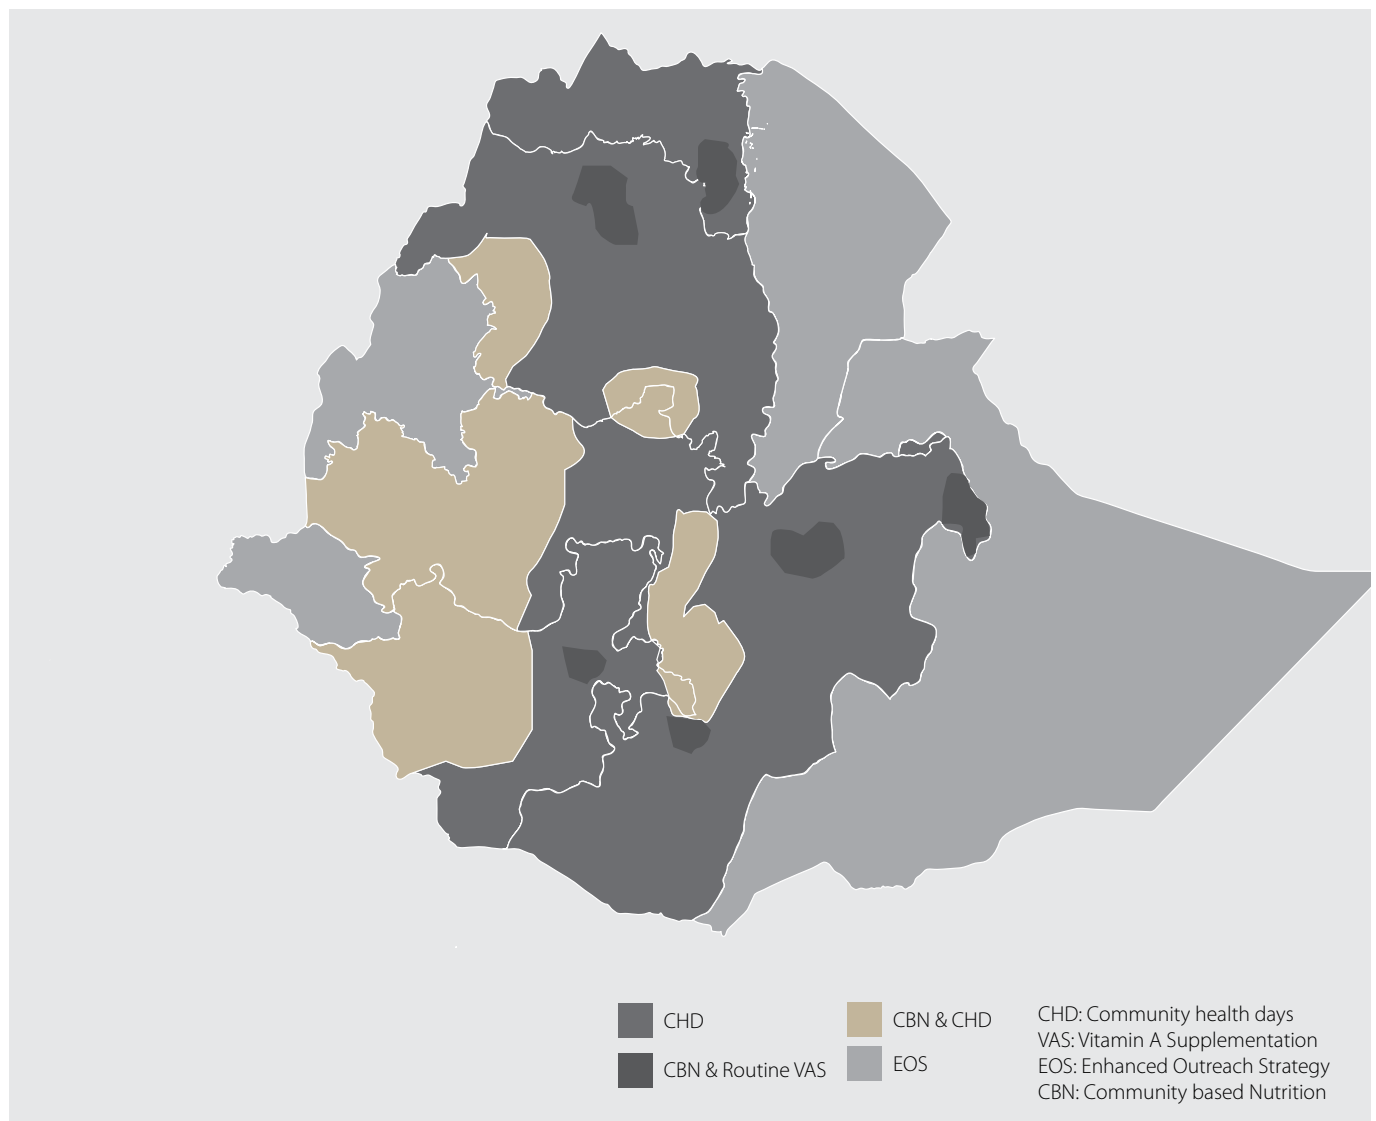 CHD
CBN & Routine VAS
CBN & CHD
EOS
CHD: Community health days
VAS: Vitamin A Supplementation
EOS: Enhanced Outreach Strategy
CBN: Community based Nutrition